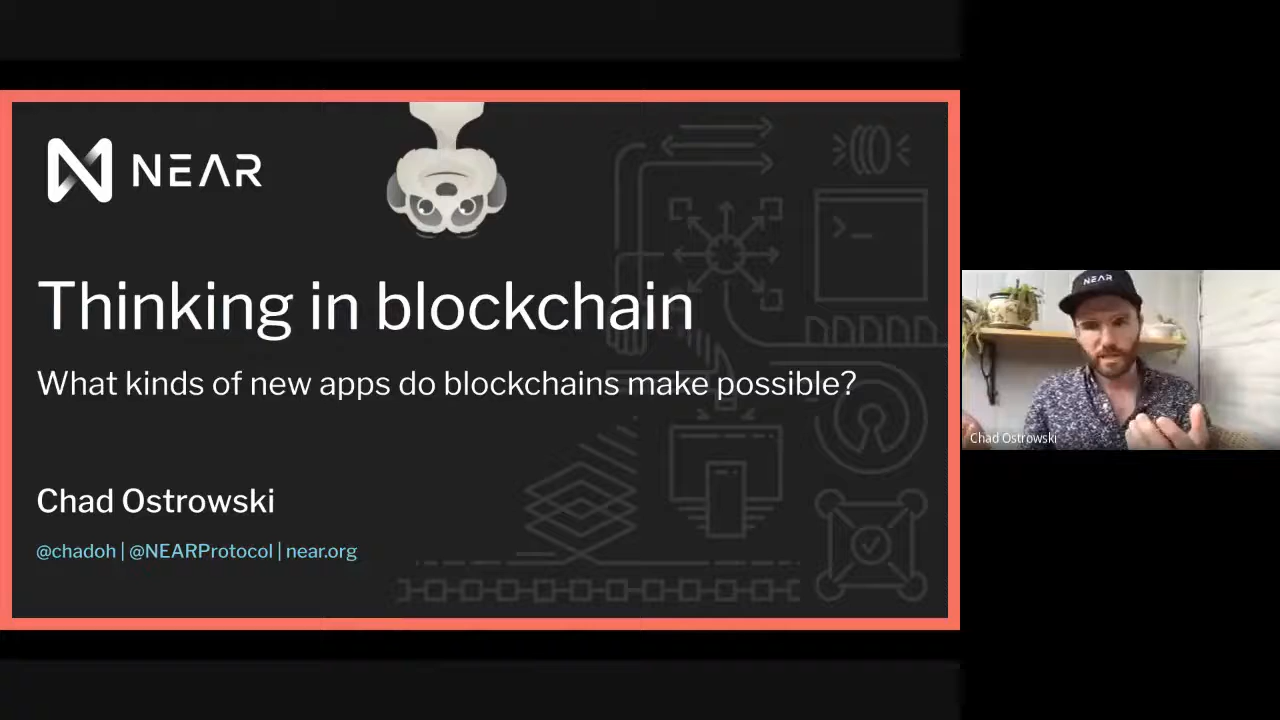 NEAR
Thinking in blockchain
What kinds of new apps do blockchains make possible?
Chad Ostrowski
@chadoh | @NEARProtocol | near.org
NEAR
Chad Ostrowski